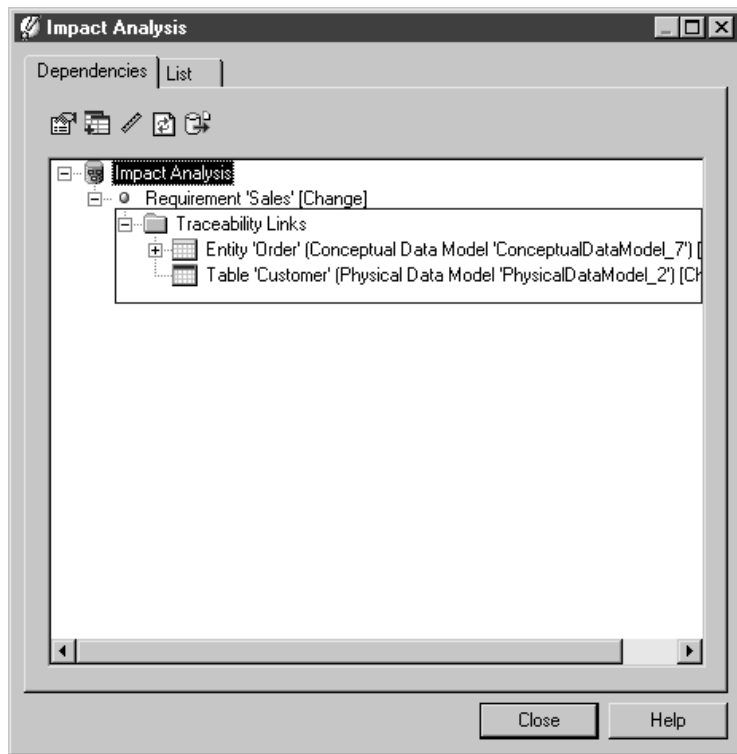 Impact Analysis
Dependencies List
Impact Analysis
Requirement 'Sales' [Change]
Traceability Links
Entity 'Order' (Conceptual Data Model 'ConceptualDataModel_7') [
Table 'Customer' (Physical Data Model 'PhysicalDataModel_2') [Ch
Close Help